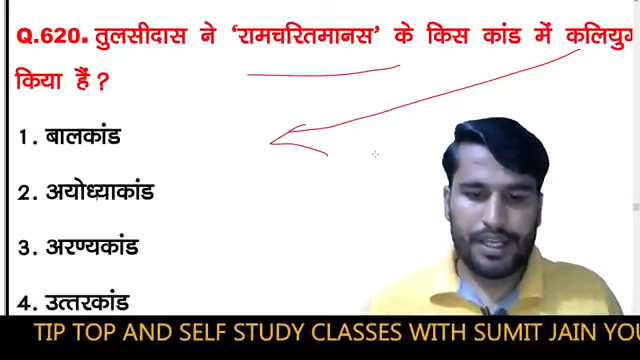 Q.620. तुलसीदास ने ‘रामचरितमानस’ के किस कांड में कलियुग
किया हैं ?
1. बालकांड
2. अयोध्याकांड
3. अरण्यकांड
4. उत्तरकांड
TIP TOP AND SELF STUDY CLASSES WITH SUMIT JAIN YOU